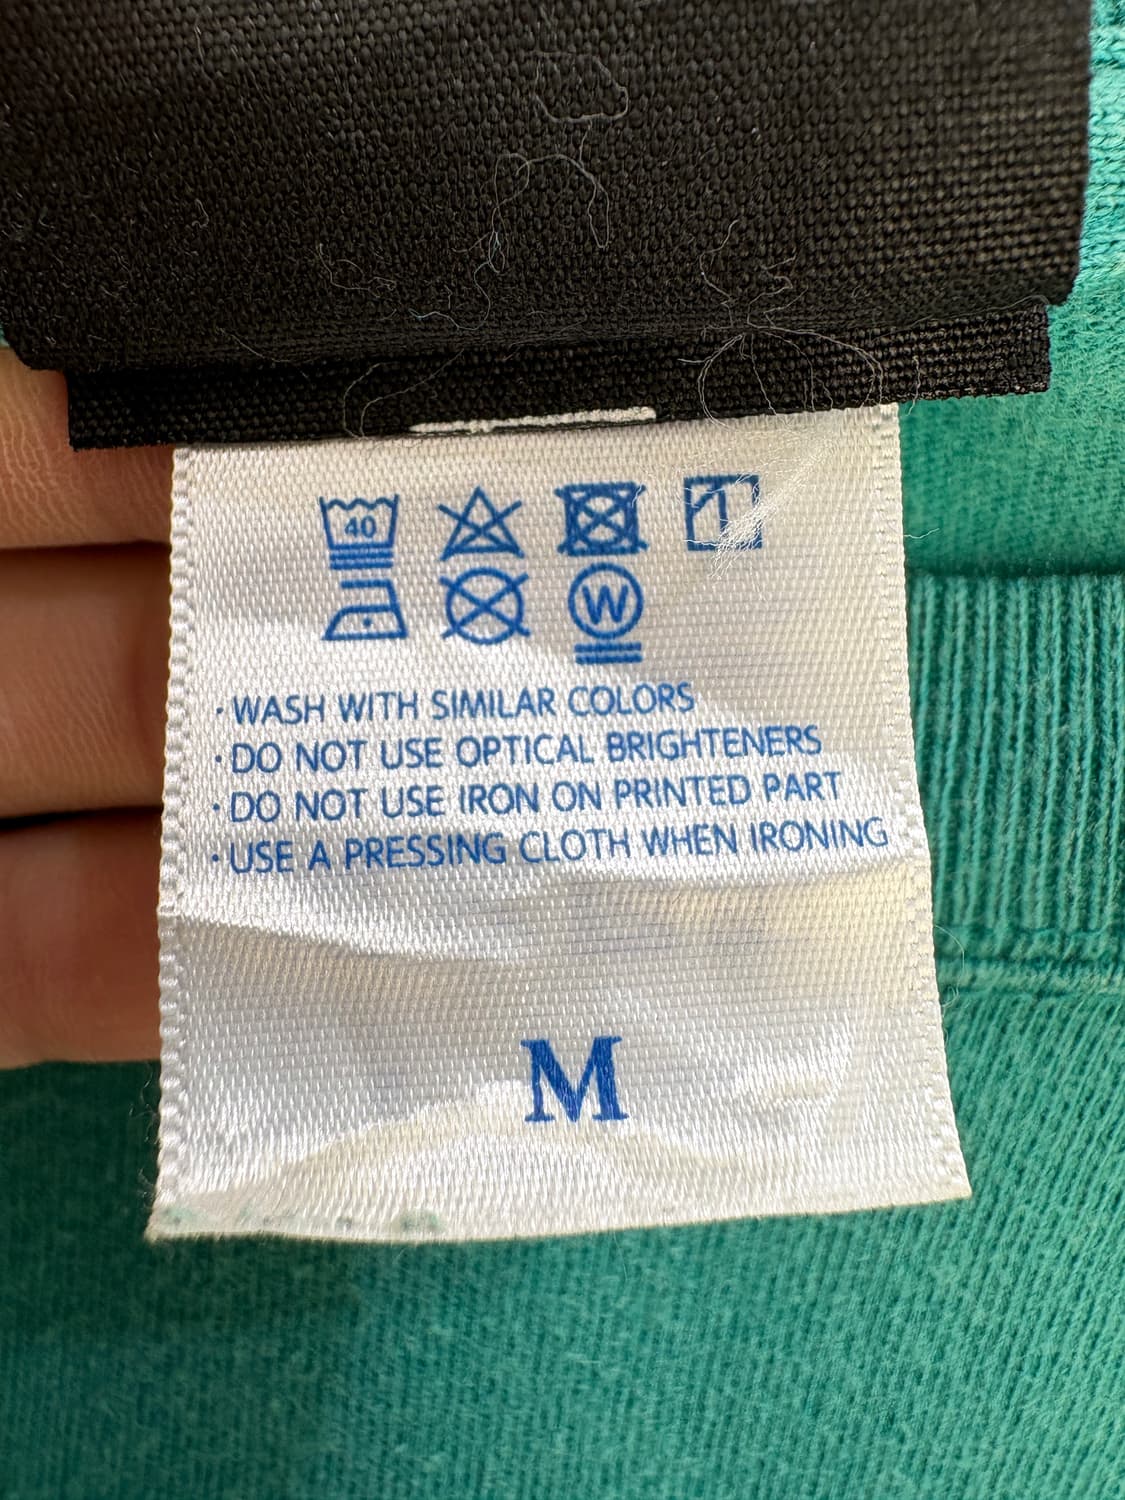 40
W
· WASH WITH SIMILAR COLORS
· DO NOT USE OPTICAL BRIGHTENERS
· DO NOT USE IRON ON PRINTED PART
· USE A PRESSING CLOTH WHEN IRONING
M